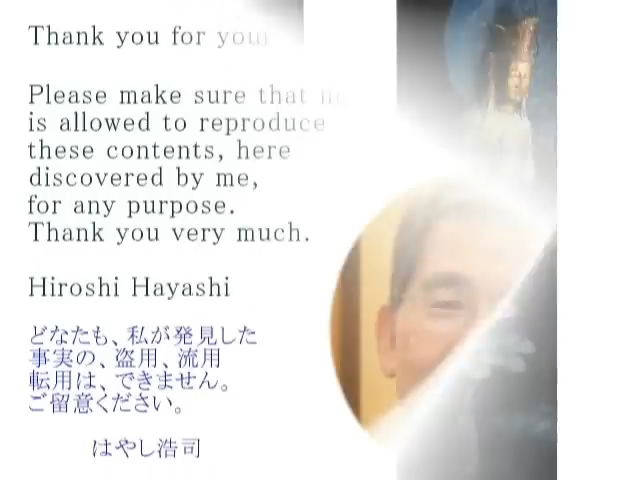 Thank you for your
Please make sure that
is allowed to reproduce
these contents, here
discovered by me,
for any purpose.
Thank you very much.
Hiroshi Hayashi
どなたも、私が発見した
事実の、盗用、流用
転用は、できません。
ご留意ください。
はやし浩司